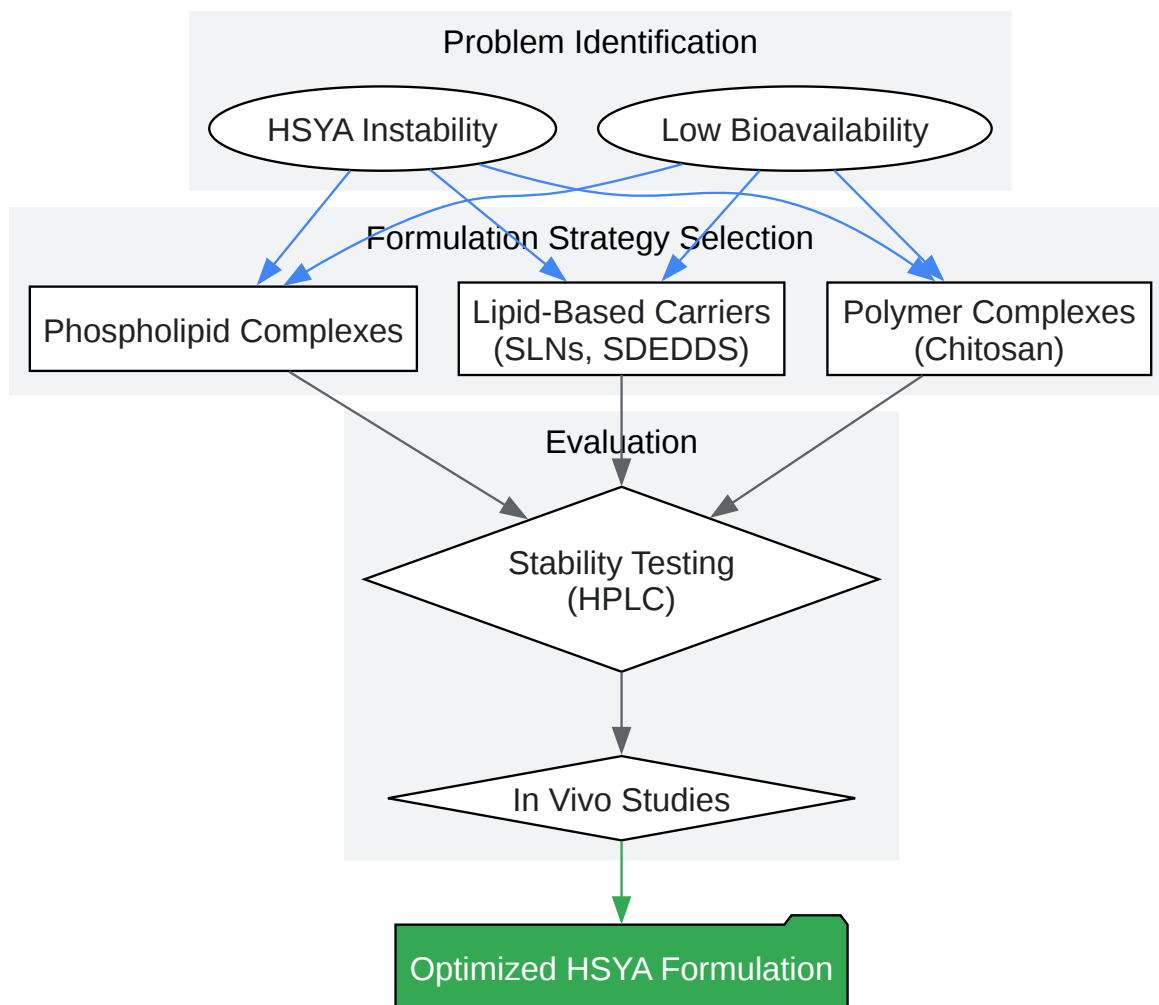 Problem Identification
HSYA Instability
Low Bioavailability
Formulation Strategy Selection
Phospholipid Complexes
Lipid-Based Carriers
(SLNs, SDEDDS)
Polymer Complexes
(Chitosan)
Evaluation
Stability Testing
(HPLC)
In Vivo Studies
Optimized HSYA Formulation